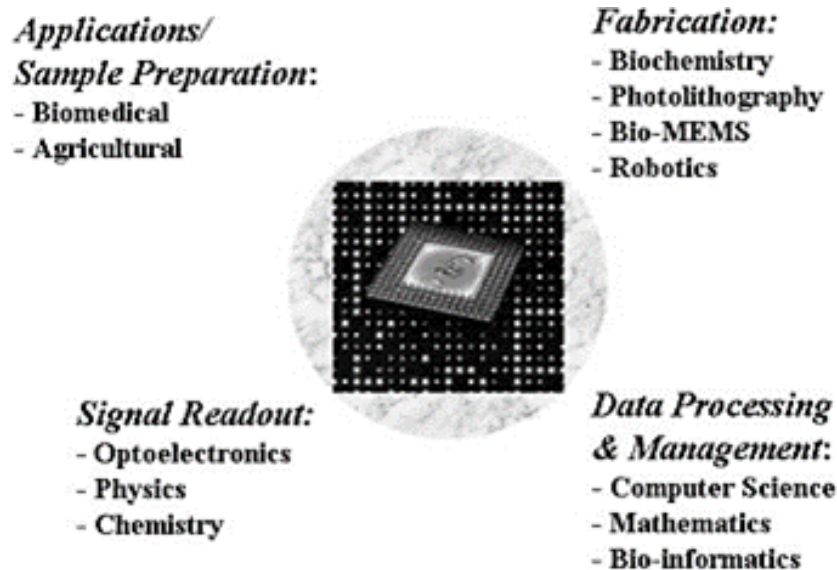 Applications/
Sample Preparation:
- Biomedical
- Agricultural
Fabrication:
- Biochemistry
- Photolithography
- Bio-MEMS
- Robotics
Signal Readout:
- Optoelectronics
- Physics
- Chemistry
Data Processing
& Management:
- Computer Science
- Mathematics
- Bio-informatics